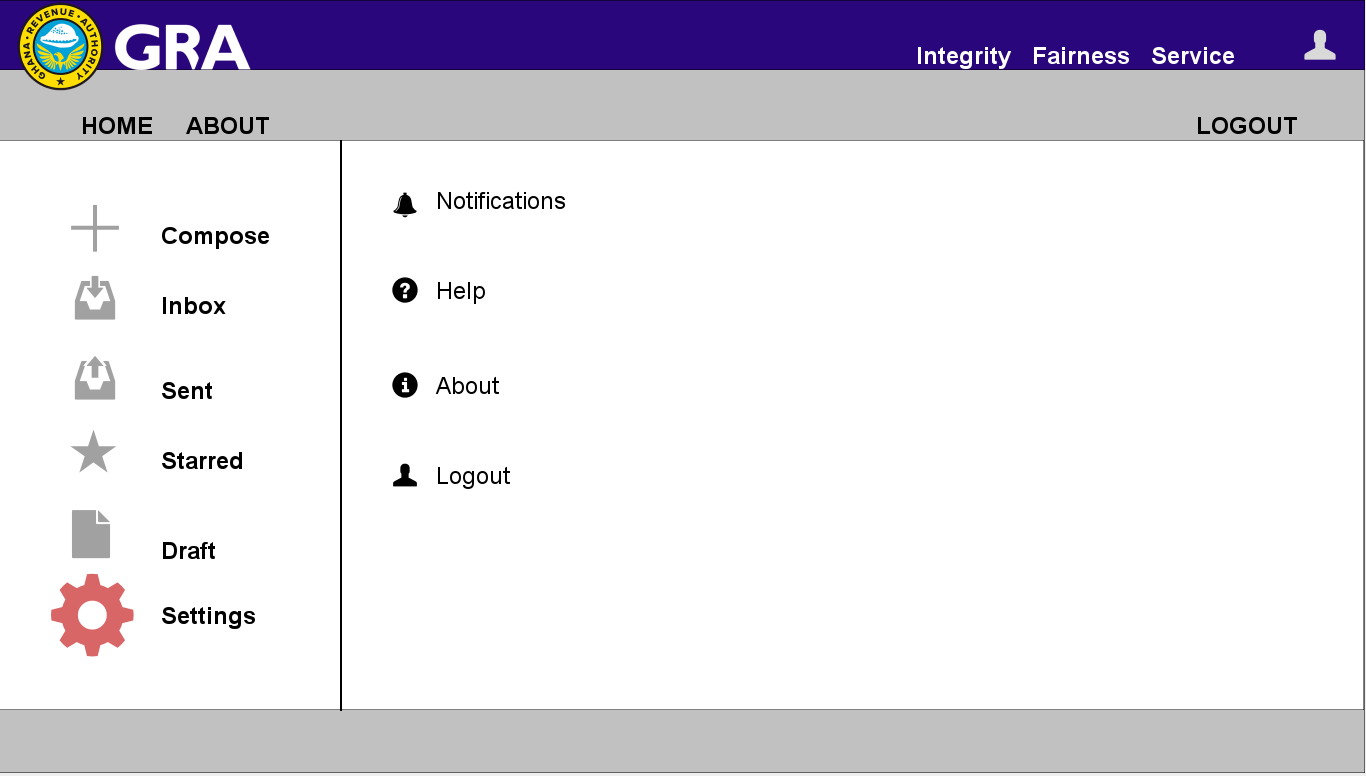 GHANA • REVENUE • AUTHORITY
GRA
Integrity Fairness Service
HOME ABOUT LOGOUT
Compose
Inbox
Sent
Starred
Draft
Settings
Notifications
Help
About
Logout